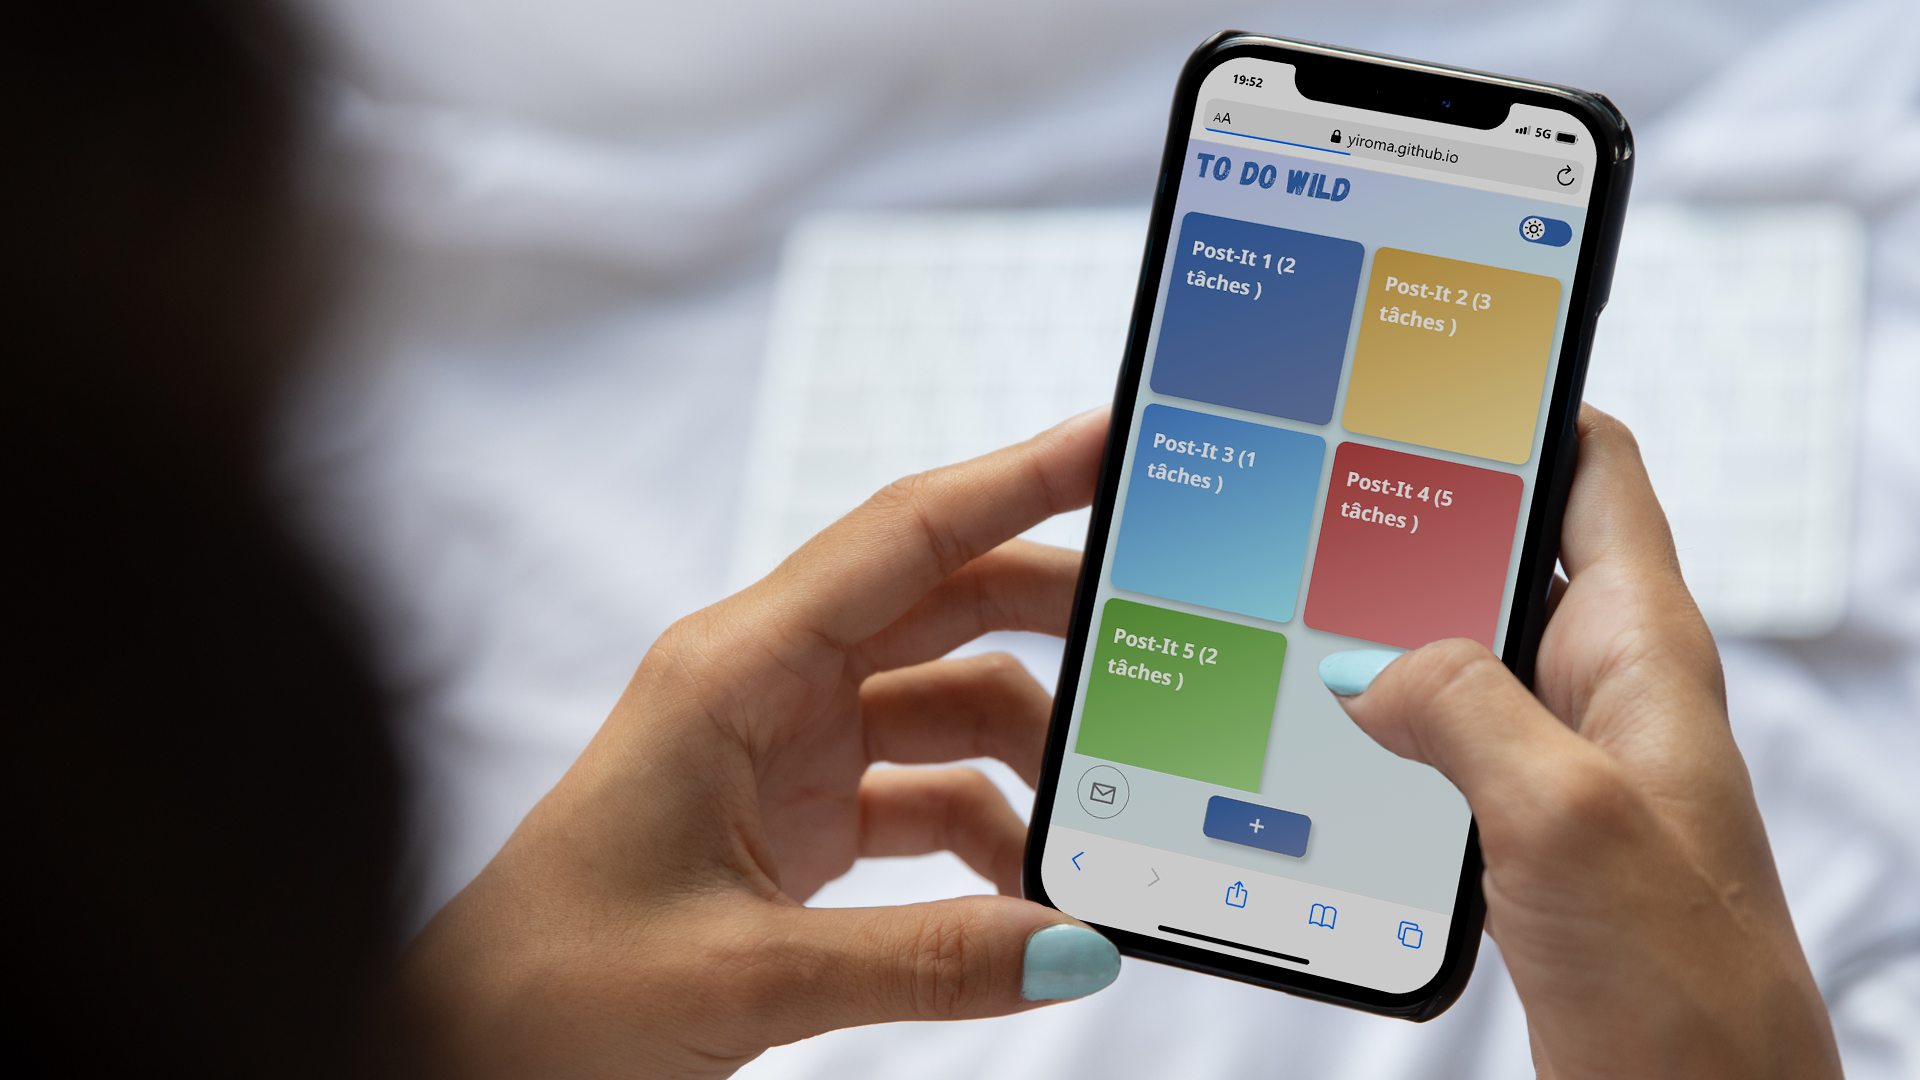 19:52
5G
AA
yiroma.github.io
TO DO WILD
Post-It 1 (2
tâches )
Post-It 2 (3
tâches )
Post-It 3 (1
tâches )
Post-It 4 (5
tâches )
Post-It 5 (2
tâches )
+